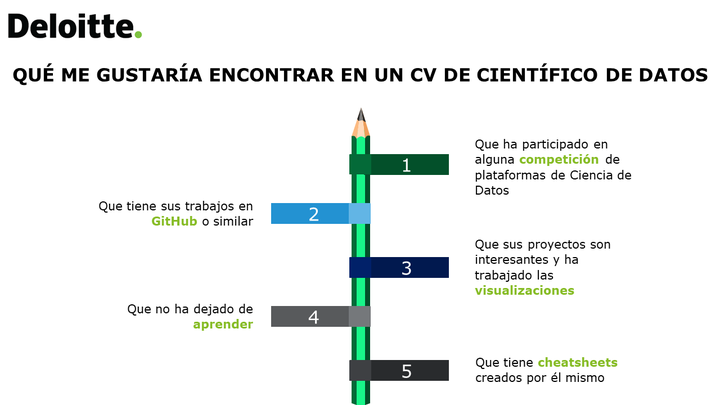 Deloitte.
QUÉ ME GUSTARÍA ENCONTRAR EN UN CV DE CIENTÍFICO DE DATOS
1
Que ha participado en
alguna competición de
plataformas de Ciencia de
Datos
Que tiene sus trabajos en
GitHub o similar
2
3
Que sus proyectos son
interesantes y ha
trabajado las
visualizaciones
Que no ha dejado de
aprender
4
5
Que tiene cheatsheets
creados por él mismo